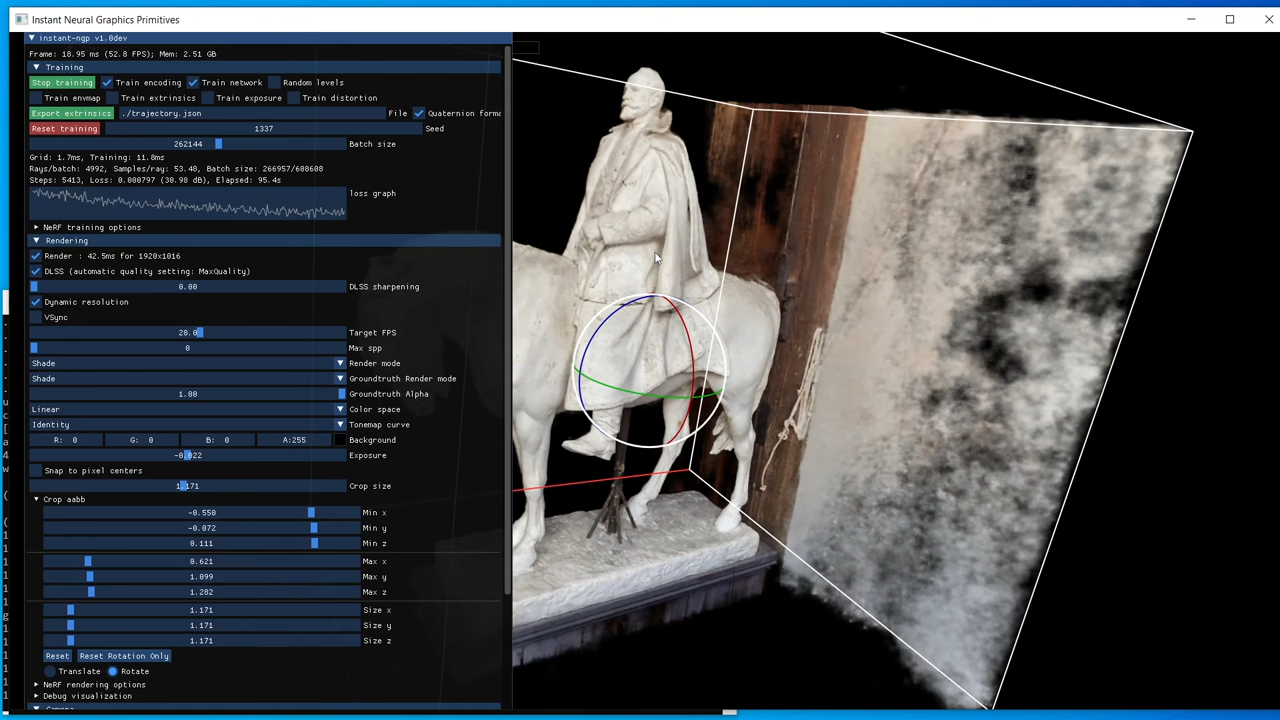 Instant Neural Graphics Primitives
instant-ngp v1.0dev
Frame: 18.95 ms (52.8 FPS); Mem: 2.51 GB
Training
Stop training Train encoding Train network Random levels
Train envmap Train extrinsics Train exposure Train distortion
Export extrinsics ./trajectory.json File Quaternion forma
Reset training 1337 Seed
262144 Batch size
Grid: 1.7ms, Training: 11.8ms
Rays/batch: 4992, Samples/ray: 53.48, Batch size: 266957/608608
Steps: 5413, Loss: 0.000797 (30.98 dB), Elapsed: 95.4s
loss graph
NeRF training options
Rendering
Render : 42.5ms for 1920x1016
DLSS (automatic quality setting: MaxQuality)
0.00 DLSS sharpening
Dynamic resolution
VSync
20.0 Target FPS
0 Max spp
Shade Render mode
Shade Groundtruth Render mode
1.00 Groundtruth Alpha
Linear Color space
Identity Tonemap curve
R: 0 G: 0 B: 0 A:255 Background
-0.022 Exposure
Snap to pixel centers
1.171 Crop size
Crop aabb
-0.550 Min x
-0.072 Min y
0.111 Min z
0.621 Max x
1.099 Max y
1.282 Max z
1.171 Size x
1.171 Size y
1.171 Size z
Reset Reset Rotation Only
Translate Rotate
NeRF rendering options
Debug visualization
Camera